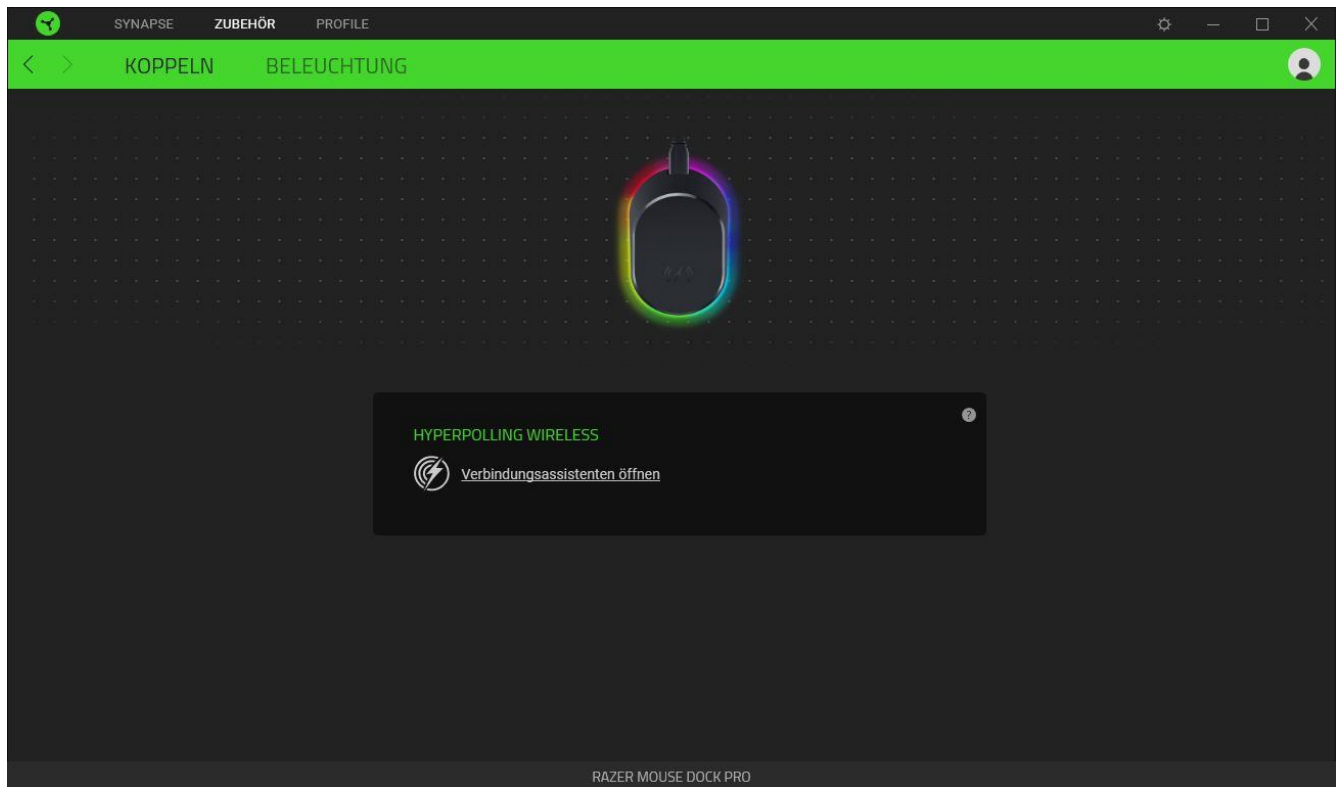 SYNAPSE ZUBEHÖR PROFILE
KOPPELN BELEUCHTUNG
?
HYPERPOLLING WIRELESS
Verbindungsassistenten öffnen
RAZER MOUSE DOCK PRO